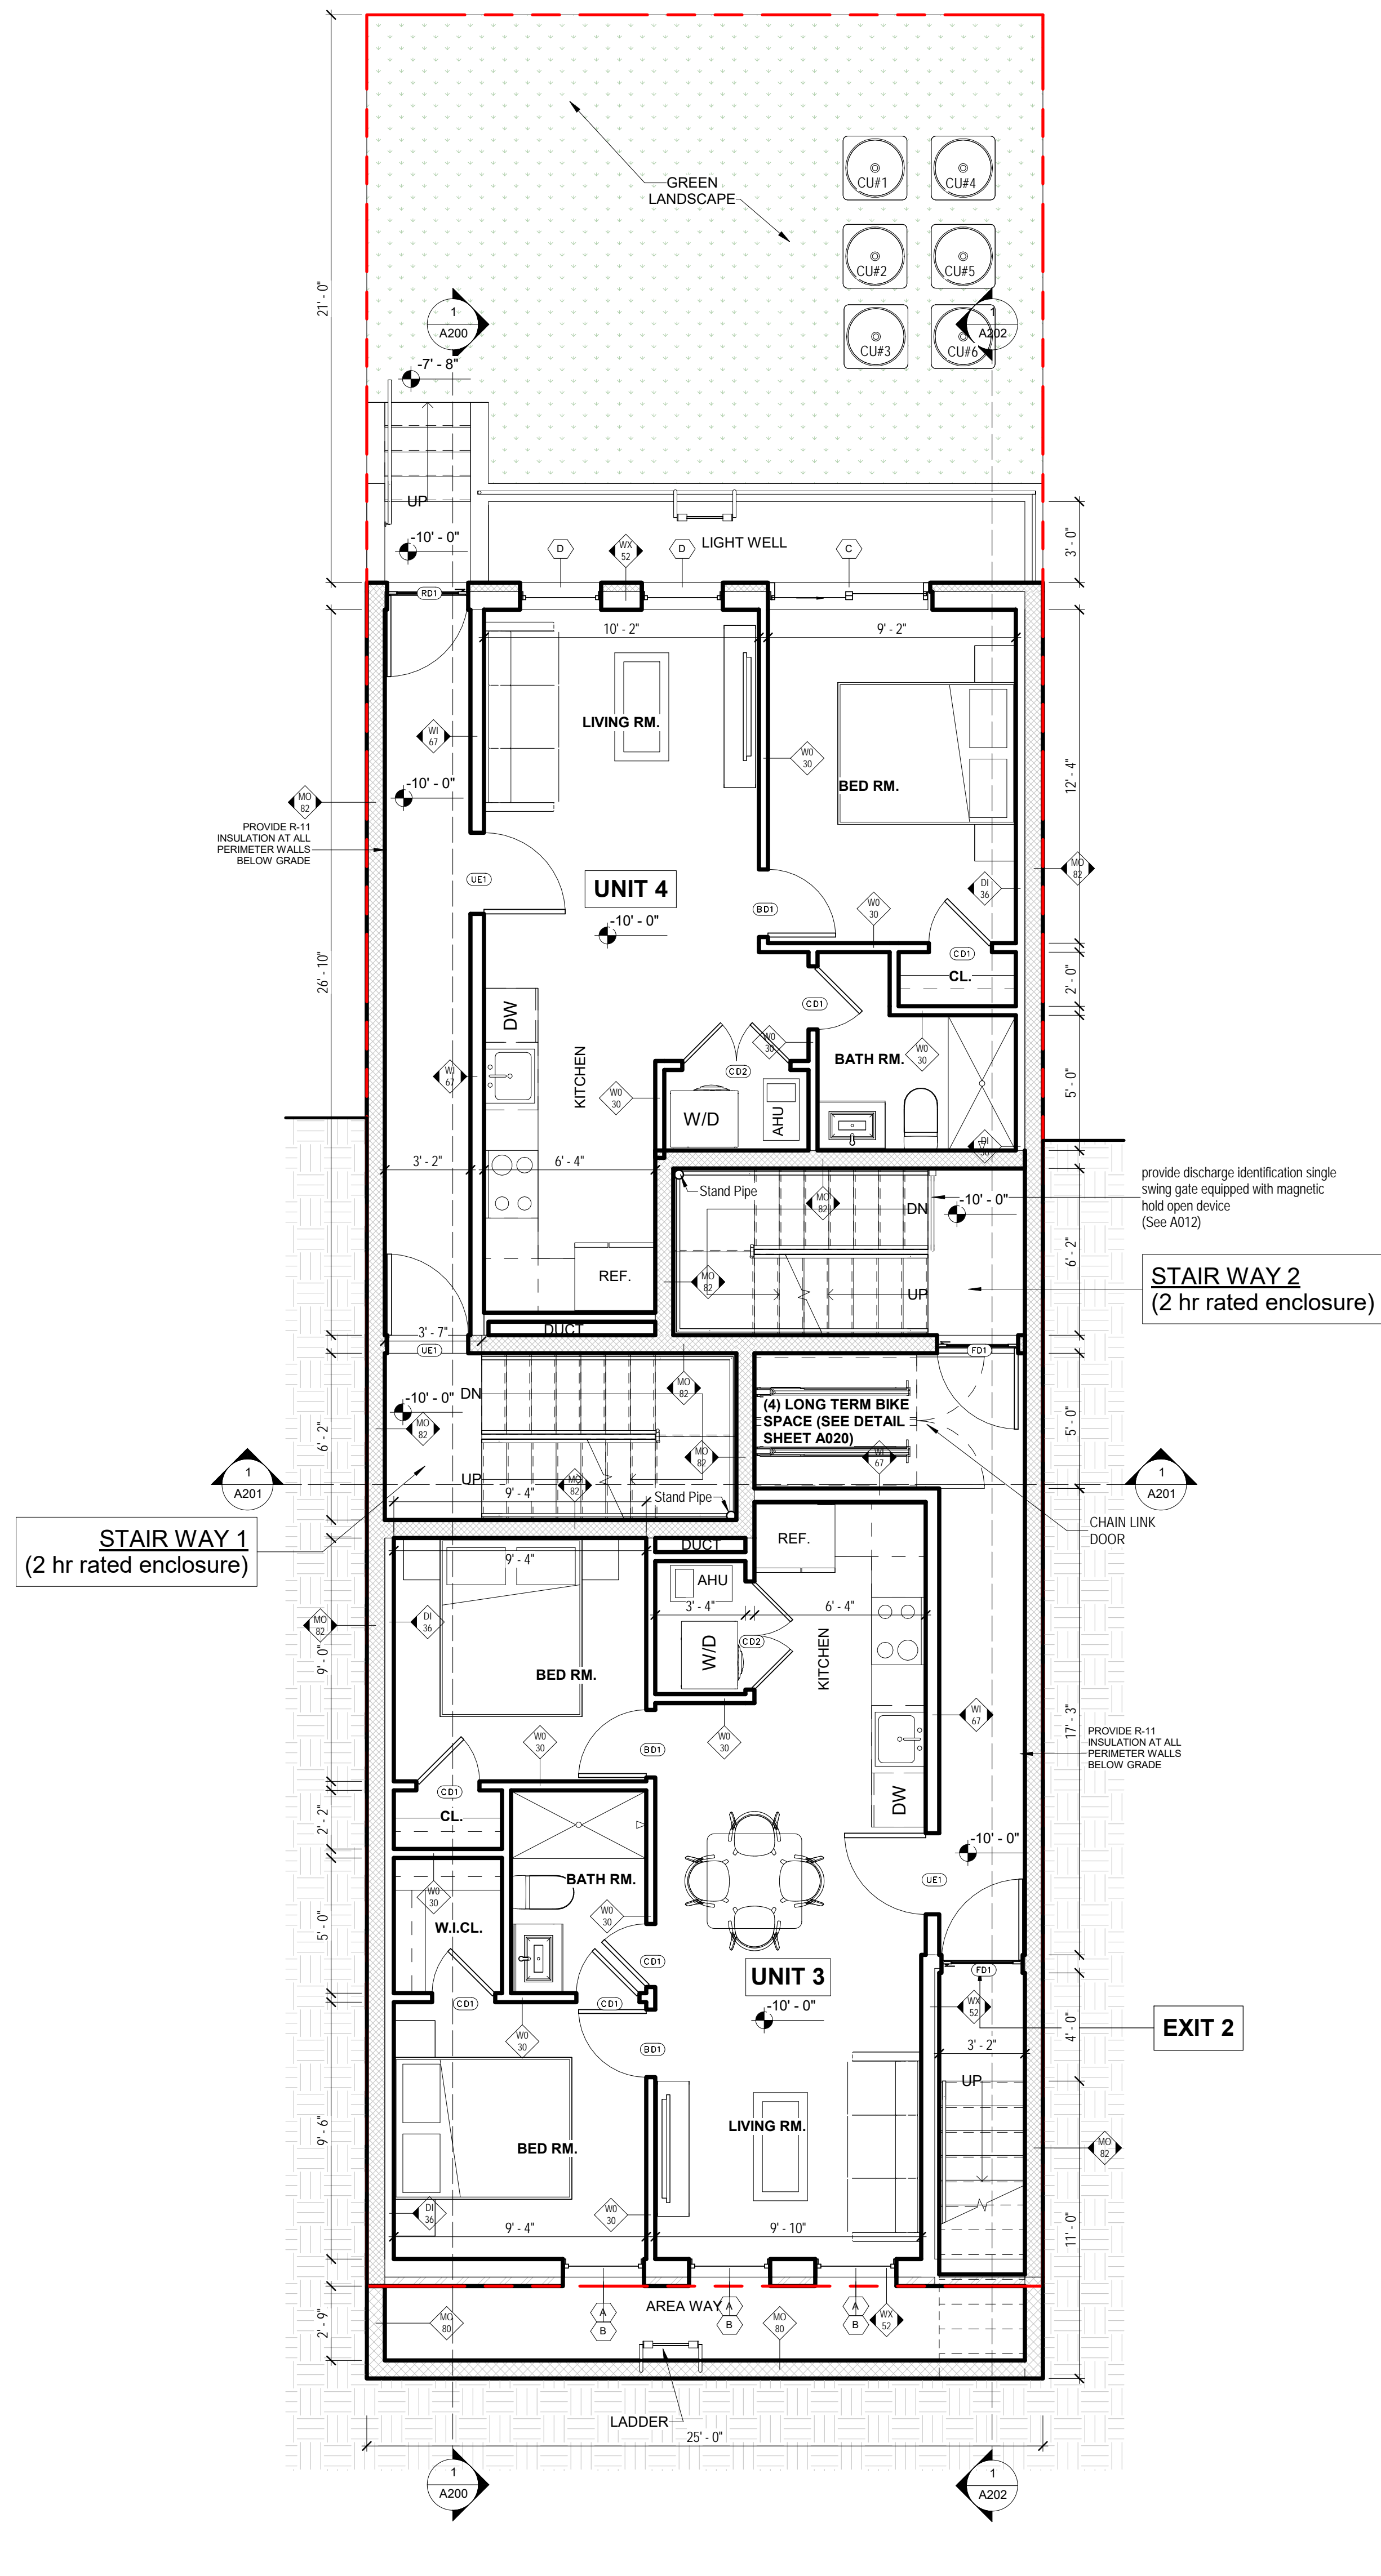 21' - 0"
GREEN
LANDSCAPE
CU#1
CU#4
CU#2
CU#5
CU#3
CU#6
1
A200
1
A202
-7' - 8"
UP
-10' - 0"
LIGHT WELL
3' - 0"
D
WX
52
D
C
RD1
10' - 2"
9' - 2"
LIVING RM.
WI
67
W0
30
BED RM.
12' - 4"
MO
82
-10' - 0"
PROVIDE R-11
INSULATION AT ALL
PERIMETER WALLS
BELOW GRADE
MO
82
UE1
UNIT 4
DI
36
BD1
W0
30
-10' - 0"
CD1
CL.
2' - 0"
26' - 10"
DW
CD1
KITCHEN
W0
30
W0
30
BATH RM.
WI
67
CD2
W0
30
5' - 0"
W/D
AHU
DI
36
3' - 2"
6' - 4"
Stand Pipe
MO
82
DN
-10' - 0"
provide discharge identification single
swing gate equipped with magnetic
hold open device
(See A012)
6' - 2"
REF.
MO
82
UP
STAIR WAY 2
(2 hr rated enclosure)
DUCT
3' - 7"
UE1
FD1
-10' - 0"
DN
MO
82
MO
82
(4) LONG TERM BIKE
SPACE (SEE DETAIL
SHEET A020)
5' - 0"
6' - 2"
MO
82
WI
67
1
A201
UP
MO
82
9' - 4"
Stand Pipe
1
A201
STAIR WAY 1
(2 hr rated enclosure)
CHAIN LINK
DOOR
9' - 4"
DUCT
REF.
AHU
MO
82
DI
36
3' - 4"
6' - 4"
9' - 0"
W/D
CD2
KITCHEN
BED RM.
WI
67
17' - 3"
W0
30
BD1
W0
30
PROVIDE R-11
INSULATION AT ALL
PERIMETER WALLS
BELOW GRADE
CD1
CL.
2' - 2"
DW
-10' - 0"
BATH RM.
UE1
W0
30
W0
30
W.I.CL.
5' - 0"
CD1
FD1
UNIT 3
CD1
CD1
-10' - 0"
WX
52
4' - 0"
EXIT 2
W0
30
BD1
3' - 2"
UP
9' - 6"
LIVING RM.
BED RM.
MO
82
DI
36
W0
30
9' - 4"
9' - 10"
11' - 0"
AREA WAY
A
B
A
B
A
B
WX
52
MO
80
MO
80
2' - 9"
LADDER
25' - 0"
1
A200
1
A202